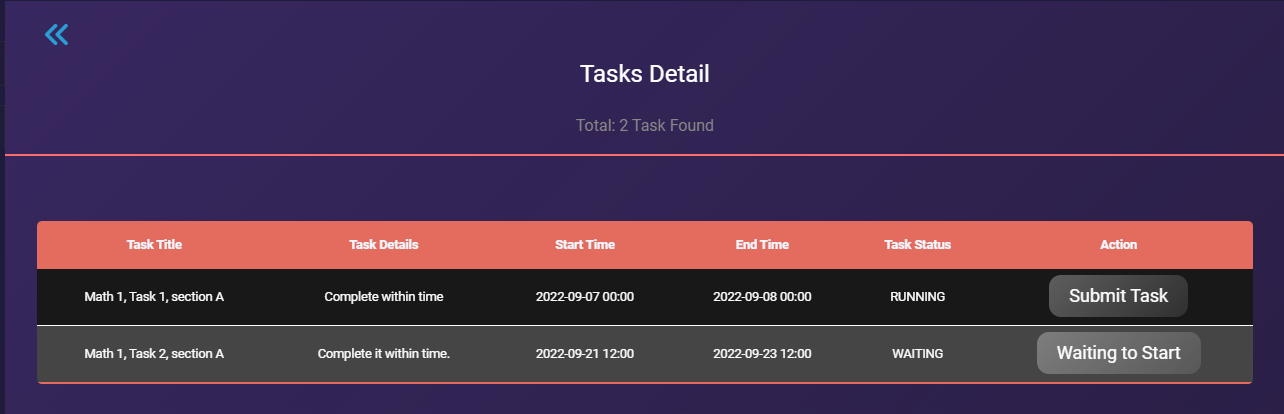 Tasks Detail
Total: 2 Task Found
Task Title Task Details Start Time End Time Task Status Action
Math 1, Task 1, section A Complete within time 2022-09-07 00:00 2022-09-08 00:00 RUNNING Submit Task
Math 1, Task 2, section A Complete it within time. 2022-09-21 12:00 2022-09-23 12:00 WAITING Waiting to Start